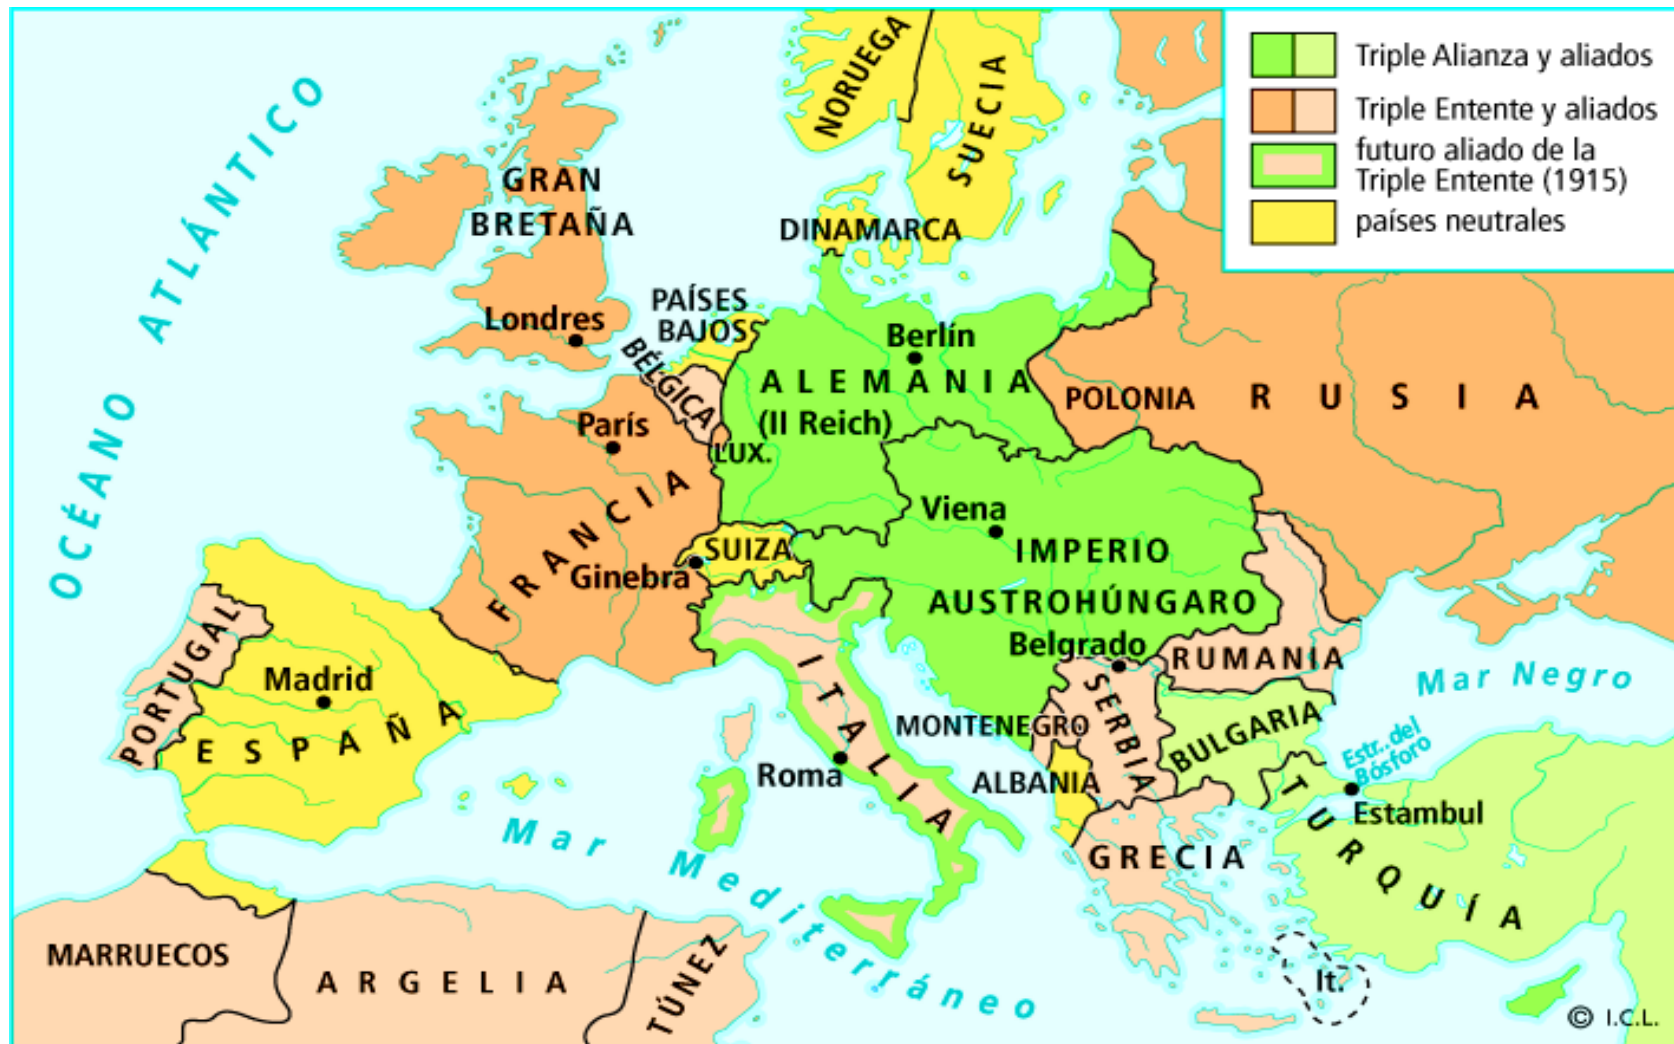 NORUEGA
SUECIA
Triple Alianza y aliados
Triple Entente y aliados
futuro aliado de la
Triple Entente (1915)
países neutrales
OCÉANO ATLÁNTICO
GRAN
BRETAÑA
DINAMARCA
Londres
PAÍSES
BAJOS
BÉLGICA
Berlín
ALEMANIA
(II Reich)
POLONIA
RUSIA
París
LUX.
FRANCIA
Viena
SUIZA
Ginebra
IMPERIO
AUSTROHÚNGARO
Belgrado
RUMANIA
Mar Negro
PORTUGAL
Madrid
ESPAÑA
ITALIA
Roma
MONTENEGRO
SERBIA
BULGARIA
ALBANIA
Estr.. del
Bósforo
Estambul
TURQUÍA
GRECIA
Mar Mediterráneo
MARRUECOS
ARGELIA
TÚNEZ
It.
© I.C.L.